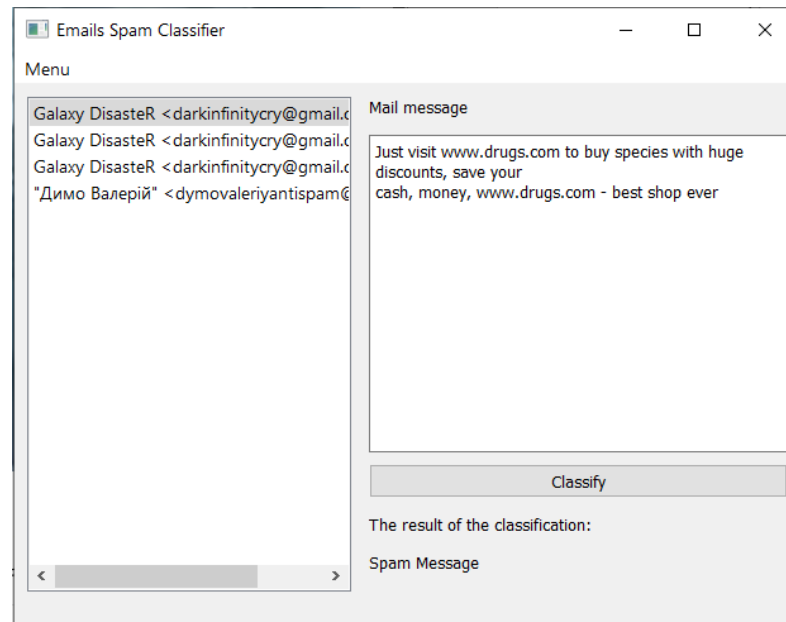 Emails Spam Classifier
Menu
Galaxy DisasteR <darkinfinitycry@gmail.c
Galaxy DisasteR <darkinfinitycry@gmail.c
Galaxy DisasteR <darkinfinitycry@gmail.c
"Димо Валерій" <dymovaleriyantispam@
Mail message
Just visit www.drugs.com to buy species with huge
discounts, save your
cash, money, www.drugs.com - best shop ever
Classify
The result of the classification:
Spam Message